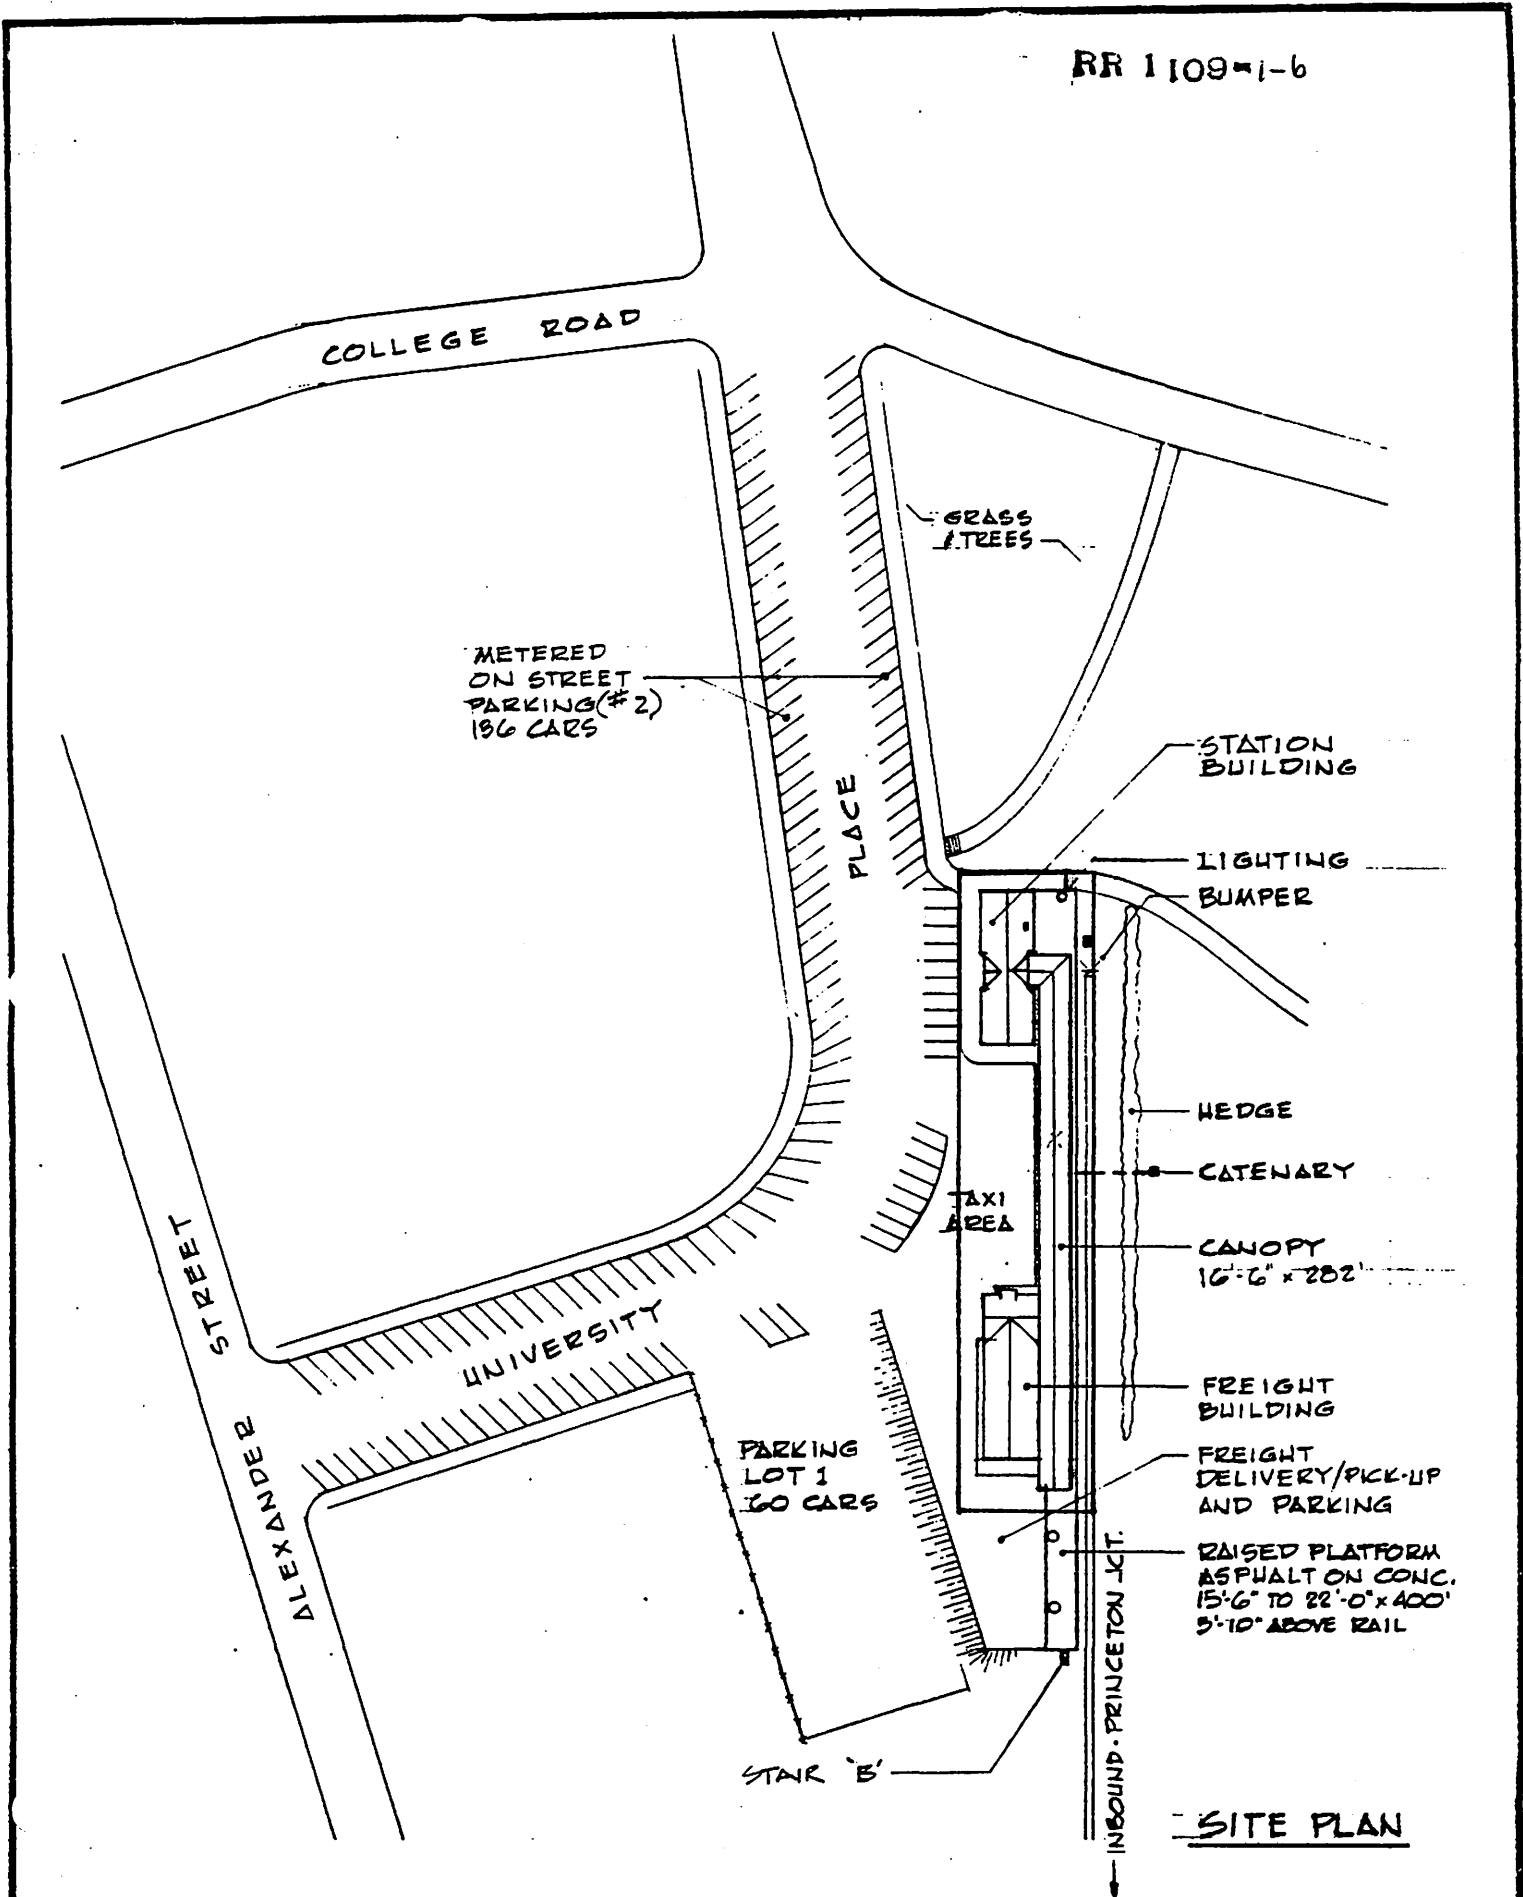 RR 1109-1-6
COLLEGE ROAD
GRASS
& TREES
METERED
ON STREET
PARKING (#2)
136 CARS
PLACE
STATION
BUILDING
LIGHTING
BUMPER
HEDGE
CATENARY
TAXI
AREA
CANOPY
16'-6" x 282'
STREET
ALEXANDER
UNIVERSITY
FREIGHT
BUILDING
PARKING
LOT 1
60 CARS
FREIGHT
DELIVERY/PICK-UP
AND PARKING
RAISED PLATFORM
ASPHALT ON CONC.
15'-6" TO 22'-0" x 400'
3'-10" ABOVE RAIL
INBOUND - PRINCETON JCT.
STAIR 'B'
SITE PLAN